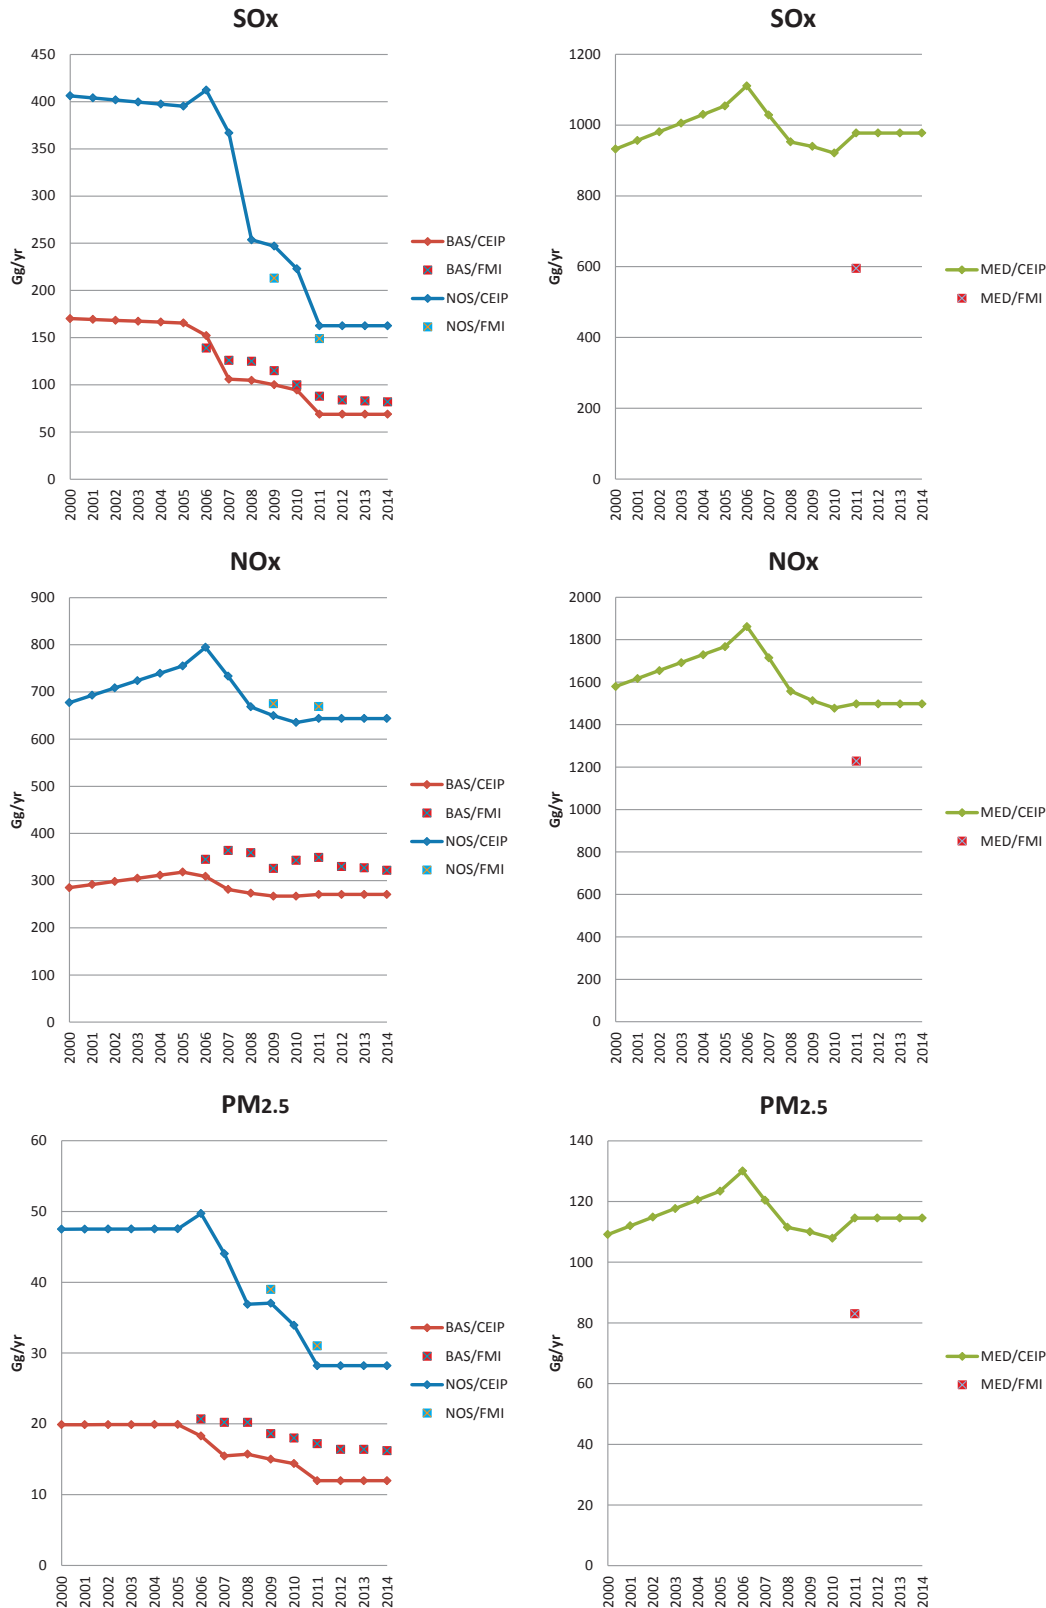 SOx
450
400
350
300
250
200
150
100
50
0
Gg/yr
2000 2001 2002 2003 2004 2005 2006 2007 2008 2009 2010 2011 2012 2013 2014
BAS/CEIP
BAS/FMI
NOS/CEIP
NOS/FMI
SOx
1200
1000
800
600
400
200
0
Gg/yr
2000 2001 2002 2003 2004 2005 2006 2007 2008 2009 2010 2011 2012 2013 2014
MED/CEIP
MED/FMI
NOx
900
800
700
600
500
400
300
200
100
0
Gg/yr
2000 2001 2002 2003 2004 2005 2006 2007 2008 2009 2010 2011 2012 2013 2014
BAS/CEIP
BAS/FMI
NOS/CEIP
NOS/FMI
NOx
2000
1800
1600
1400
1200
1000
800
600
400
200
0
Gg/yr
2000 2001 2002 2003 2004 2005 2006 2007 2008 2009 2010 2011 2012 2013 2014
MED/CEIP
MED/FMI
PM2.5
60
50
40
30
20
10
0
Gg/yr
2000 2001 2002 2003 2004 2005 2006 2007 2008 2009 2010 2011 2012 2013 2014
BAS/CEIP
BAS/FMI
NOS/CEIP
NOS/FMI
PM2.5
140
120
100
80
60
40
20
0
Gg/yr
2000 2001 2002 2003 2004 2005 2006 2007 2008 2009 2010 2011 2012 2013 2014
MED/CEIP
MED/FMI